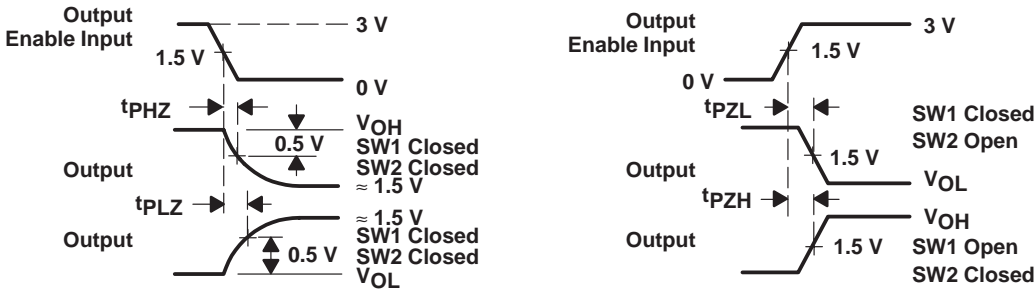 Output
Enable Input
3 V
1.5 V
0 V
tPHZ
VOH
0.5 V
SW1 Closed
SW2 Closed
Output
≈ 1.5 V
tPLZ
≈ 1.5 V
SW1 Closed
Output
0.5 V
SW2 Closed
VOL
Output
Enable Input
3 V
1.5 V
0 V
tPZL
SW1 Closed
SW2 Open
Output
1.5 V
VOL
tPZH
VOH
Output
1.5 V
SW1 Open
SW2 Closed